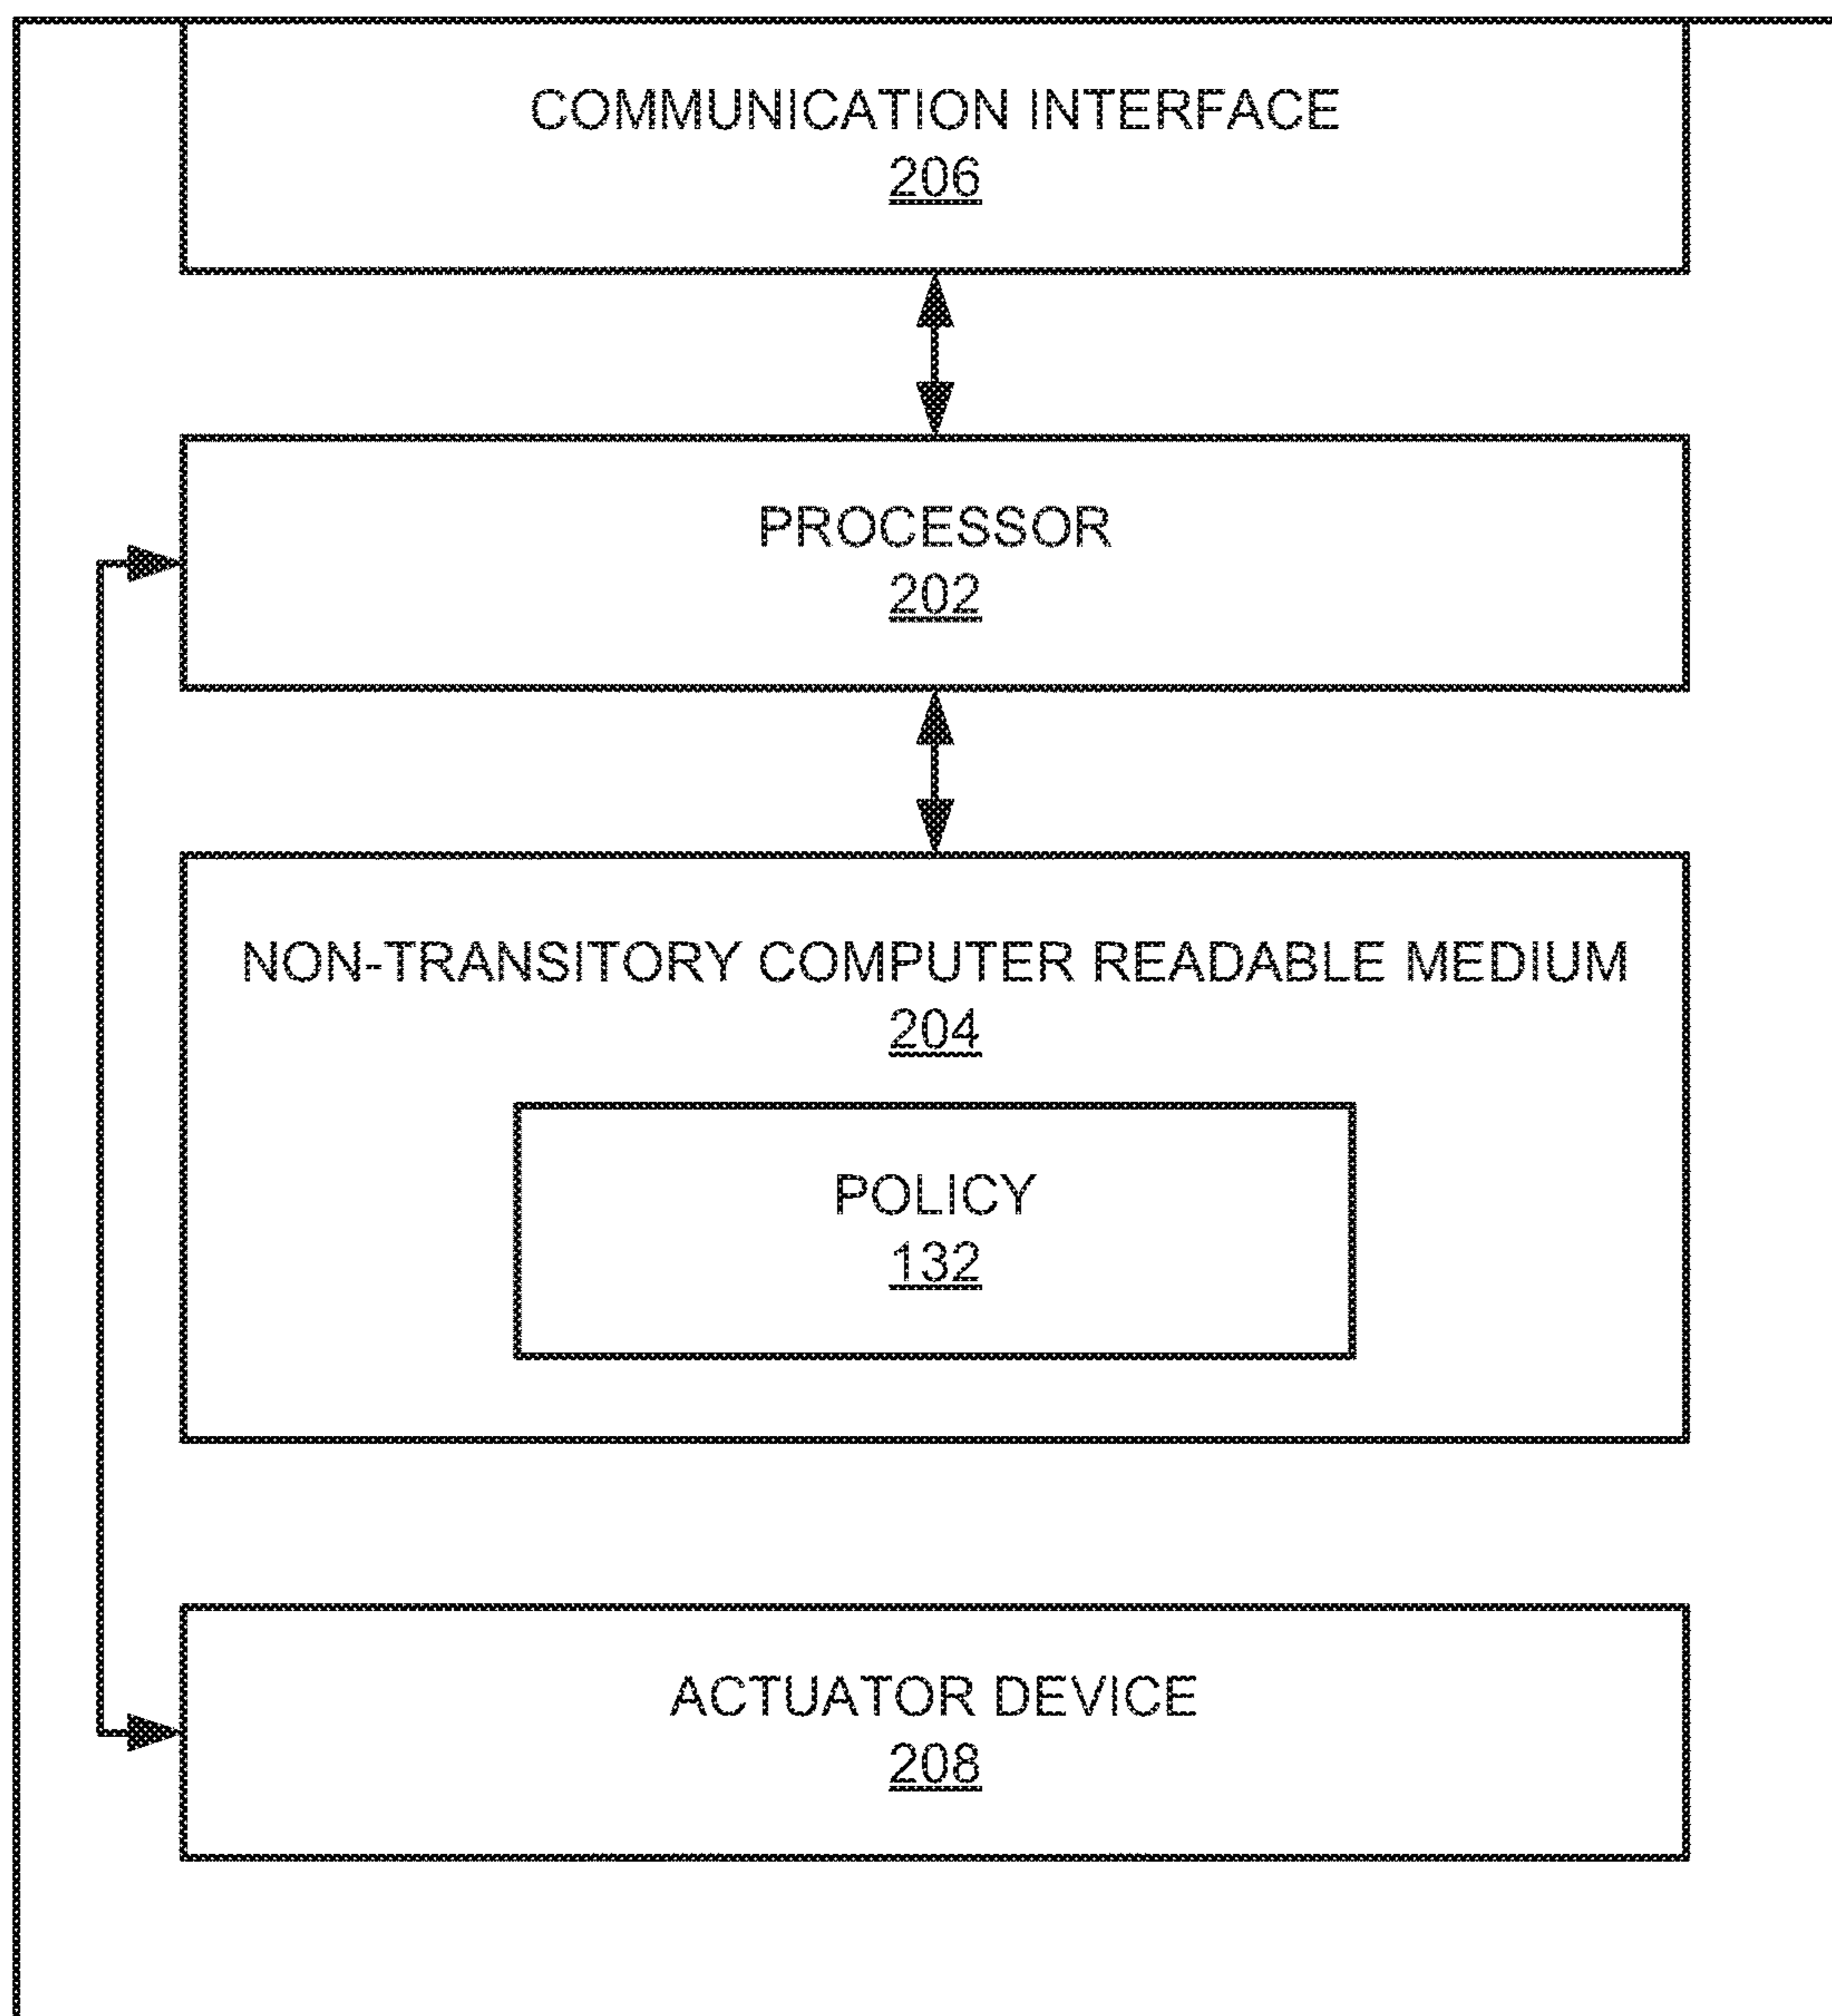 COMMUNICATION INTERFACE
206
PROCESSOR
202
NON-TRANSITORY COMPUTER READABLE MEDIUM
204
POLICY
132
ACTUATOR DEVICE
208